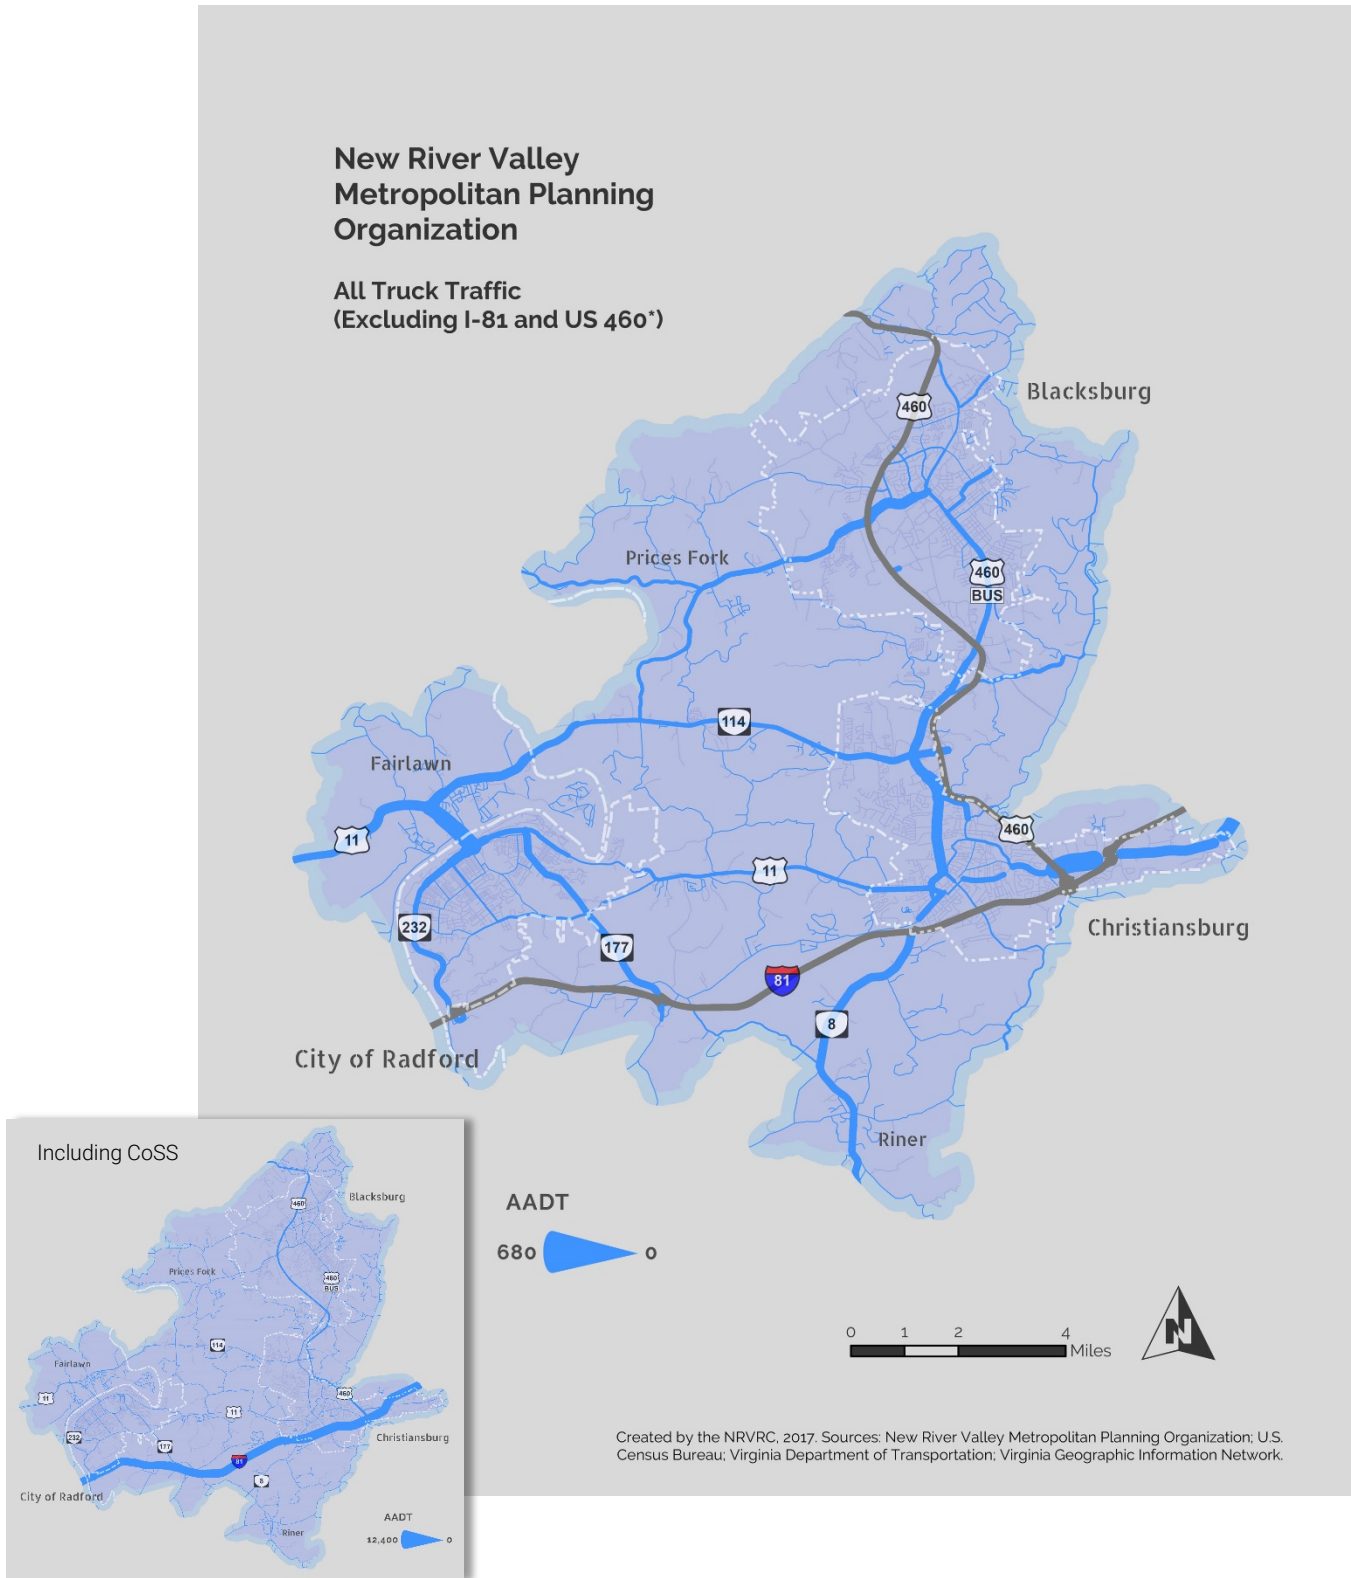 New River Valley
Metropolitan Planning
Organization
All Truck Traffic
(Excluding I-81 and US 460*)
460
Blacksburg
Prices Fork
460
BUS
114
Fairlawn
11
460
11
232
177
Christiansburg
81
8
City of Radford
Riner
AADT
680 0
0 1 2 4
Miles
N
Created by the NRVRC, 2017. Sources: New River Valley Metropolitan Planning Organization; U.S.
Census Bureau; Virginia Department of Transportation; Virginia Geographic Information Network.
Including CoSS
460
Blacksburg
Prices Fork
460
BUS
114
Fairlawn
11
460
11
232
177
Christiansburg
81
8
City of Radford
Riner
AADT
12,400 0